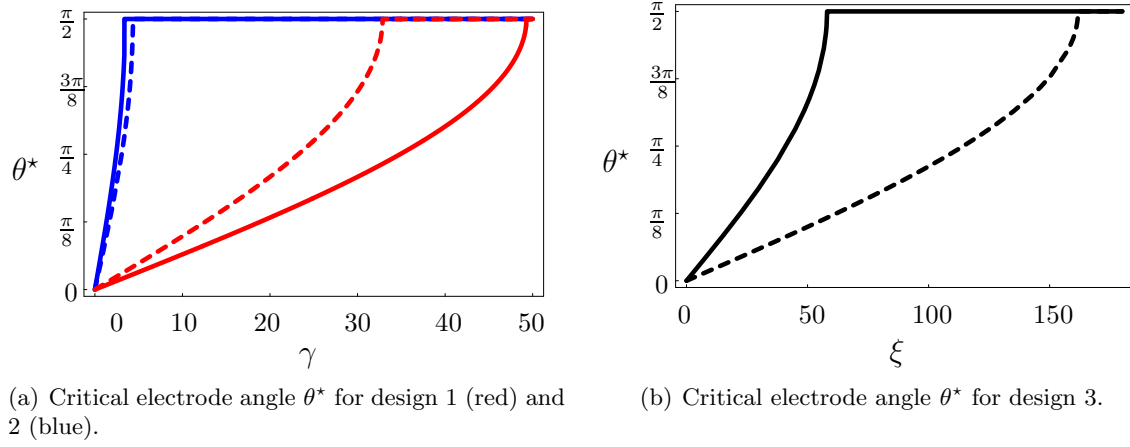 π/2
3π/8
θ⋆
π/4
π/8
0
0 10 20 30 40 50
γ
(a) Critical electrode angle θ⋆ for design 1 (red) and
2 (blue).
π/2
3π/8
θ⋆
π/4
π/8
0
0 50 100 150
ξ
(b) Critical electrode angle θ⋆ for design 3.